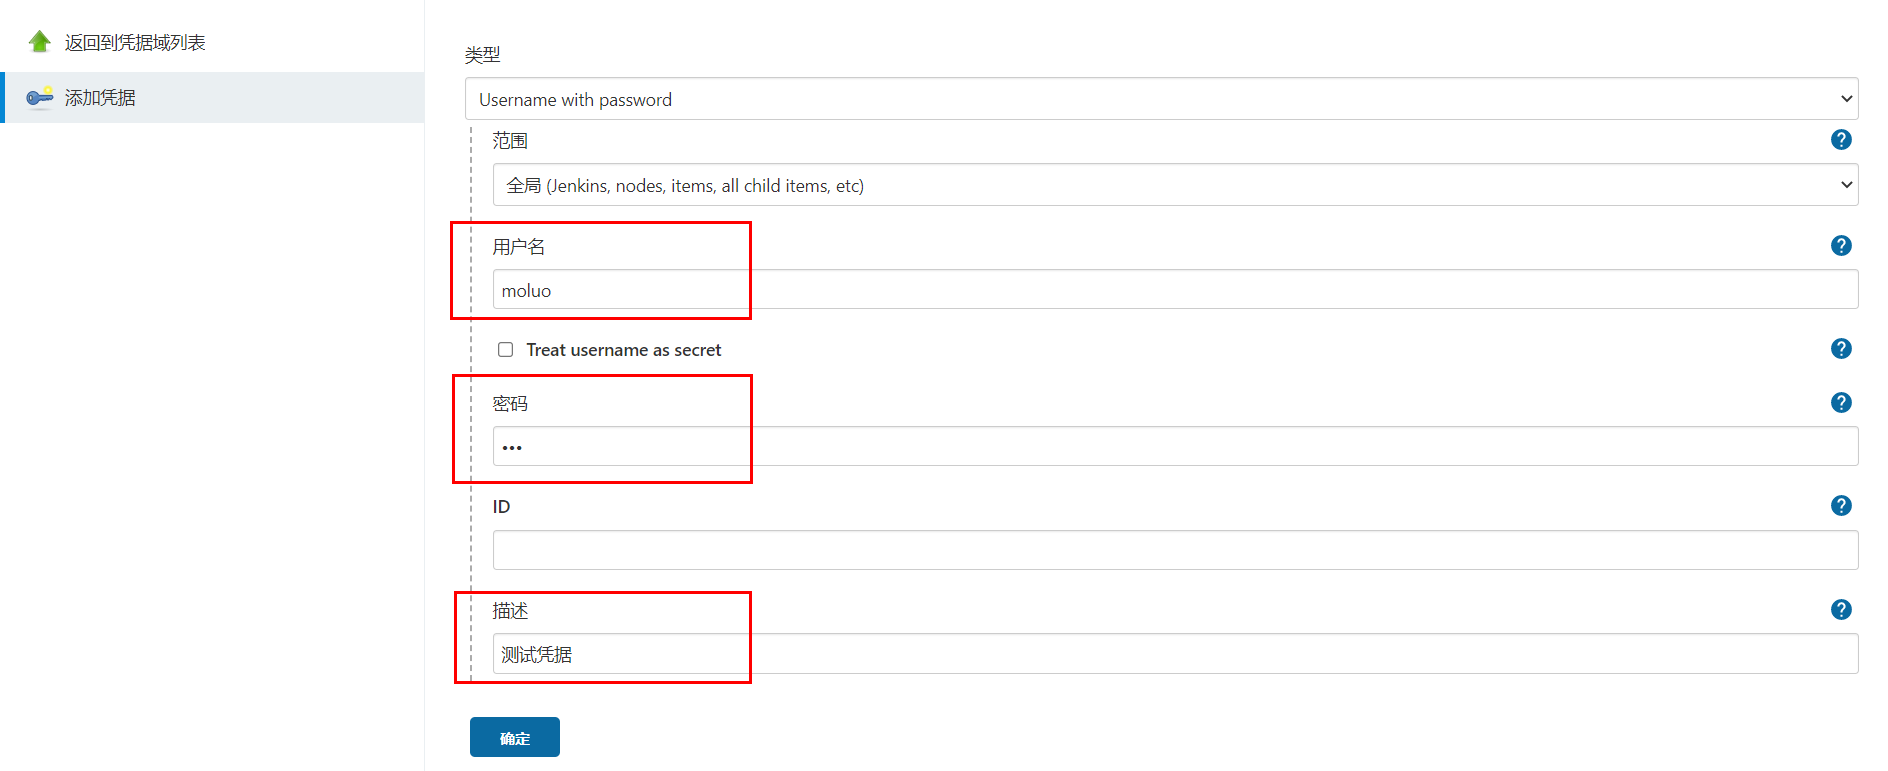 返回到凭据域列表
添加凭据
类型
Username with password
范围
全局 (Jenkins, nodes, items, all child items, etc)
用户名
moluo
Treat username as secret
密码
•••
ID
描述
测试凭据
确定